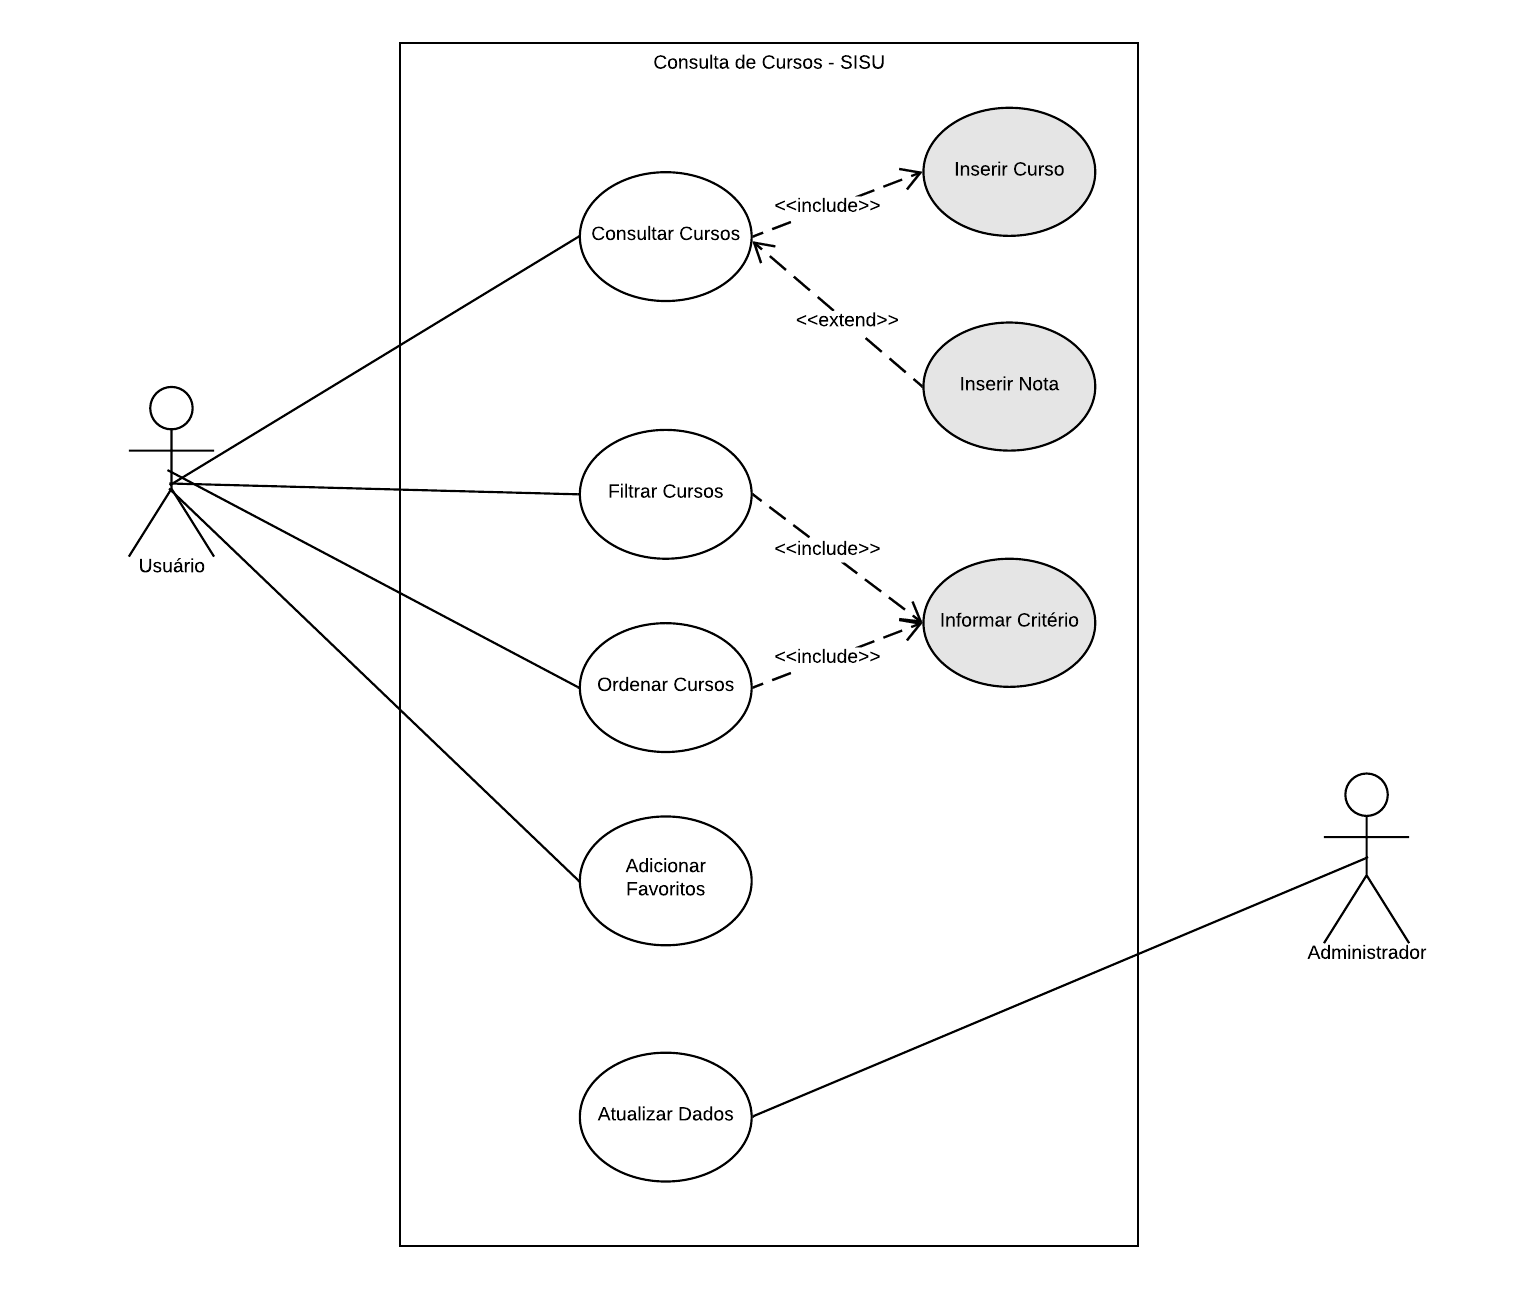 Consulta de Cursos - SISU
Inserir Curso
<<include>>
Consultar Cursos
<<extend>>
Inserir Nota
Filtrar Cursos
<<include>>
Usuário
Informar Critério
<<include>>
Ordenar Cursos
Adicionar
Favoritos
Administrador
Atualizar Dados